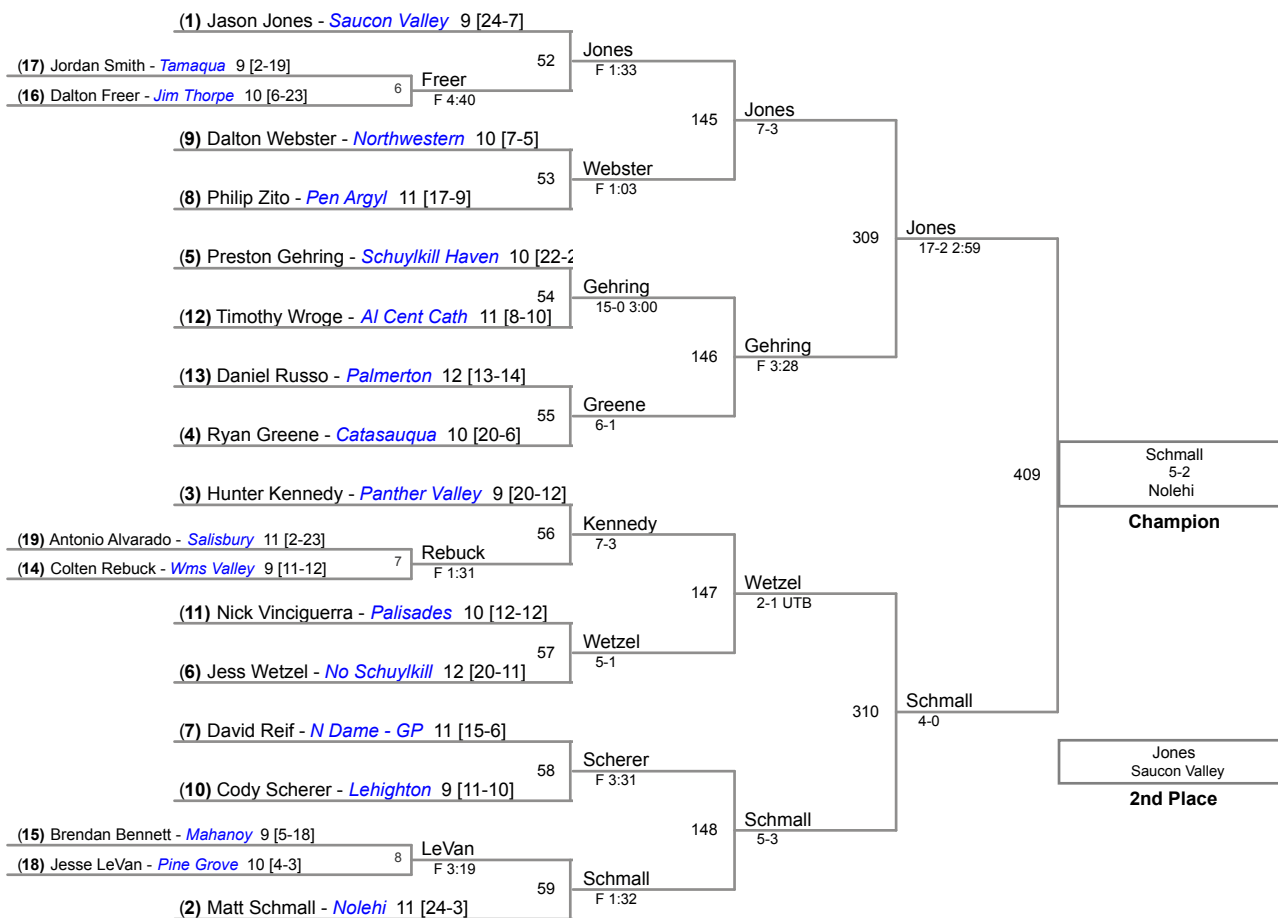 (1) Jason Jones - Saucon Valley 9 [24-7]
52
Jones
F 1:33
(17) Jordan Smith - Tamaqua 9 [2-19]
6
Freer
F 4:40
(16) Dalton Freer - Jim Thorpe 10 [6-23]
145
Jones
7-3
(9) Dalton Webster - Northwestern 10 [7-5]
53
Webster
F 1:03
(8) Philip Zito - Pen Argyl 11 [17-9]
309
Jones
17-2 2:59
(5) Preston Gehring - Schuylkill Haven 10 [22-2
54
Gehring
15-0 3:00
(12) Timothy Wroge - Al Cent Cath 11 [8-10]
146
Gehring
F 3:28
(13) Daniel Russo - Palmerton 12 [13-14]
55
Greene
6-1
(4) Ryan Greene - Catasauqua 10 [20-6]
409
Schmall
5-2
Nolehi
Champion
(3) Hunter Kennedy - Panther Valley 9 [20-12]
56
Kennedy
7-3
(19) Antonio Alvarado - Salisbury 11 [2-23]
7
Rebuck
F 1:31
(14) Colten Rebuck - Wms Valley 9 [11-12]
147
Wetzel
2-1 UTB
(11) Nick Vinciguerra - Palisades 10 [12-12]
57
Wetzel
5-1
(6) Jess Wetzel - No Schuylkill 12 [20-11]
310
Schmall
4-0
(7) David Reif - N Dame - GP 11 [15-6]
58
Scherer
F 3:31
(10) Cody Scherer - Lehighton 9 [11-10]
Jones
Saucon Valley
2nd Place
148
Schmall
5-3
(15) Brendan Bennett - Mahanoy 9 [5-18]
8
LeVan
F 3:19
(18) Jesse LeVan - Pine Grove 10 [4-3]
59
Schmall
F 1:32
(2) Matt Schmall - Nolehi 11 [24-3]